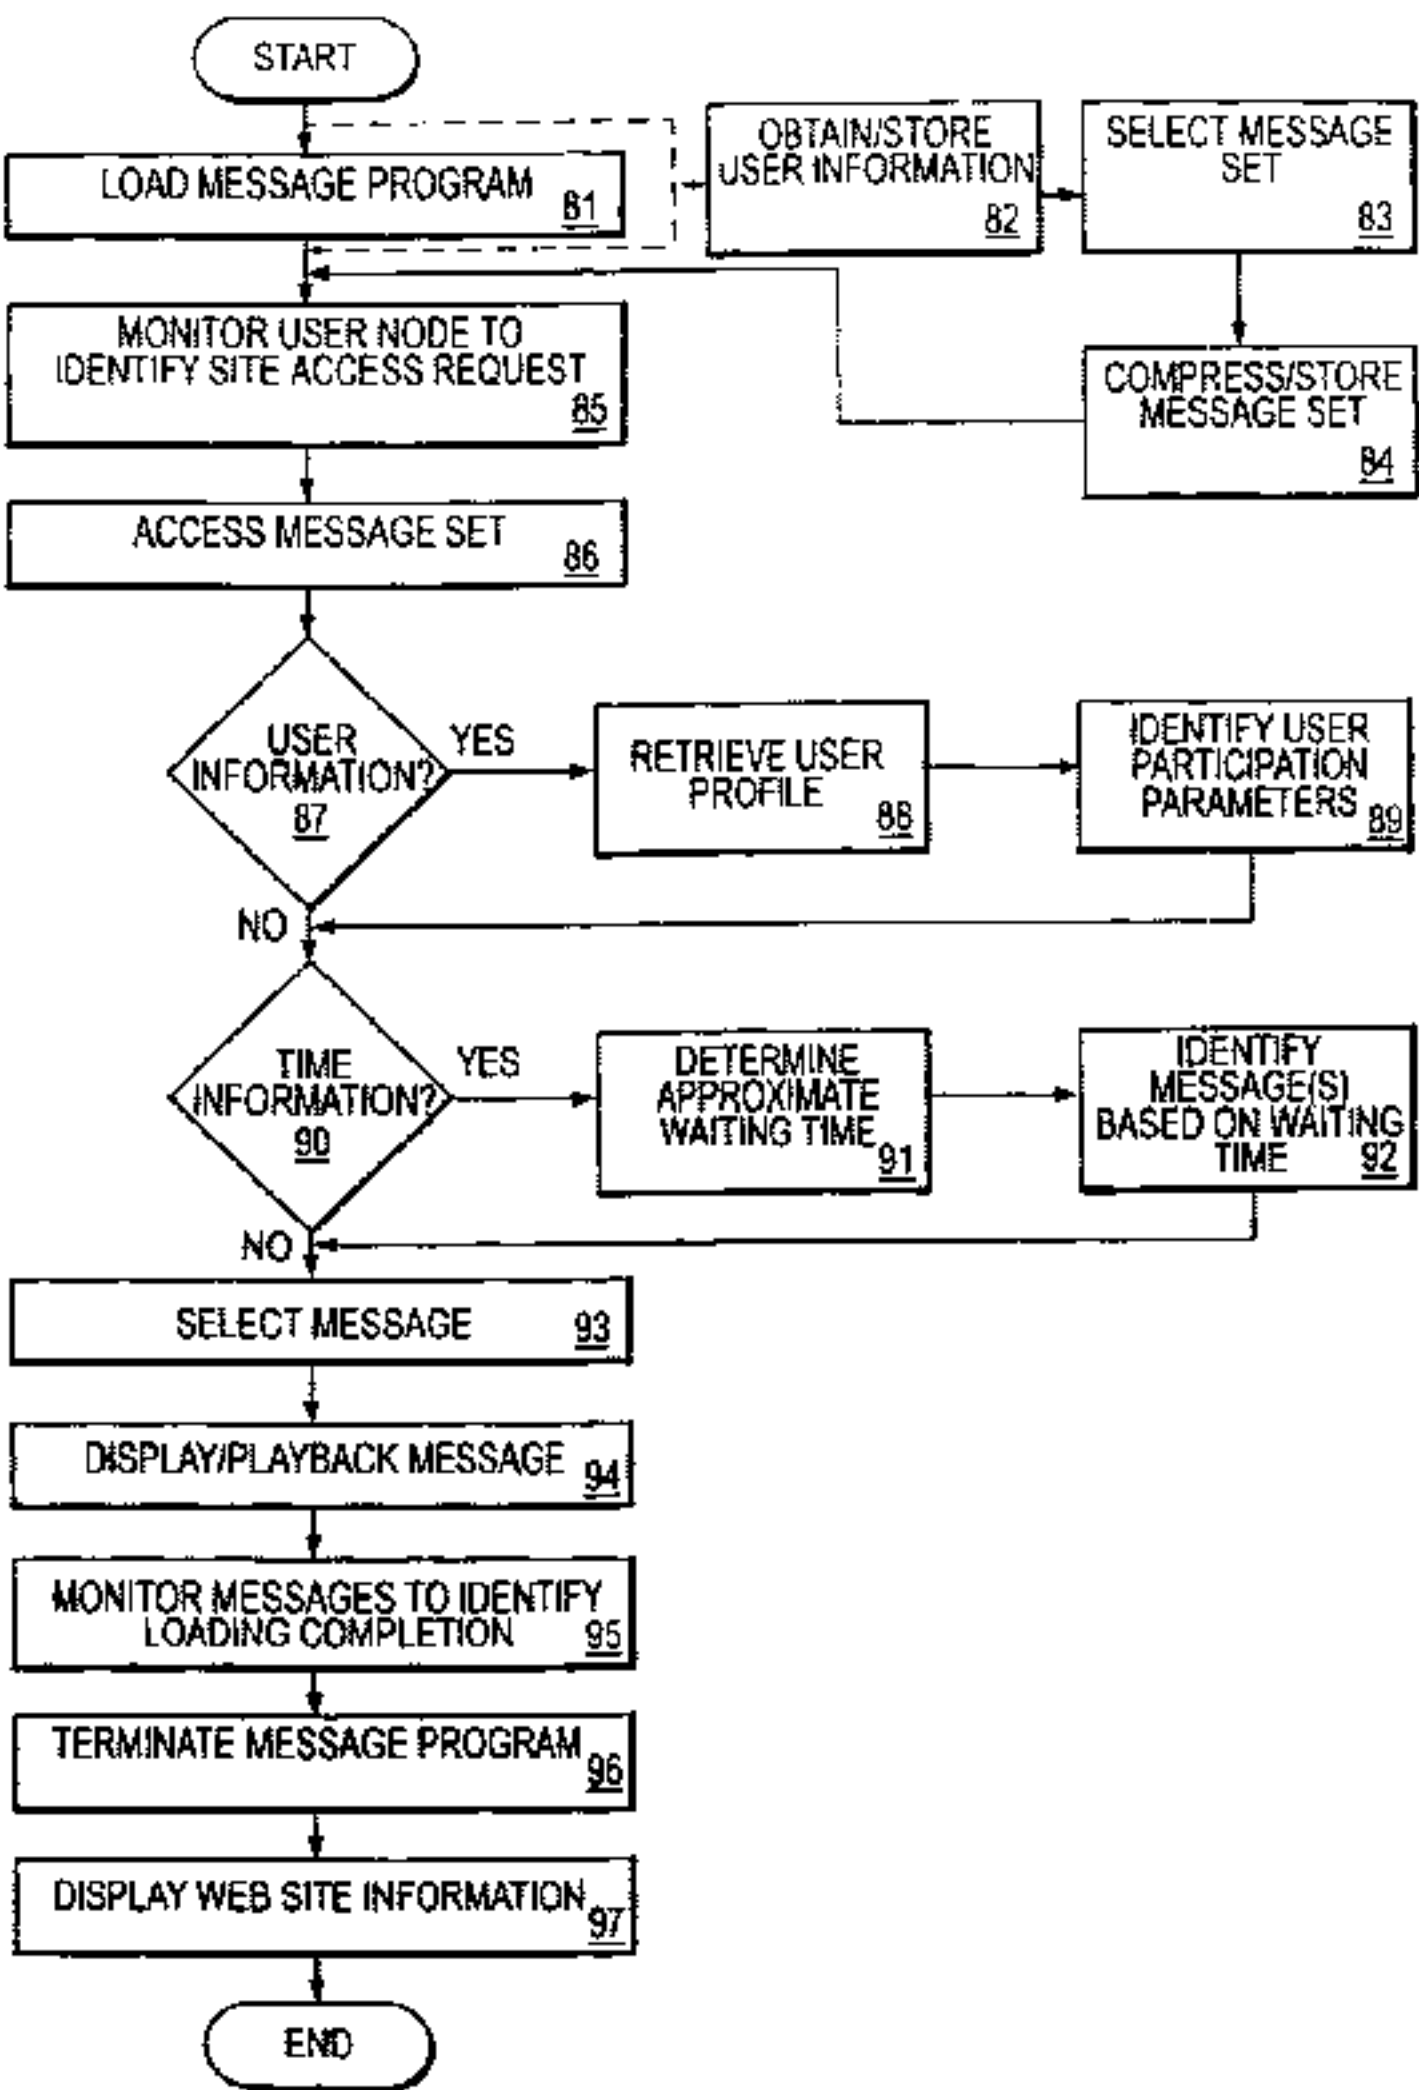 START
LOAD MESSAGE PROGRAM
81
OBTAIN/STORE
USER INFORMATION
82
SELECT MESSAGE
SET
83
COMPRESS/STORE
MESSAGE SET
84
MONITOR USER NODE TO
IDENTIFY SITE ACCESS REQUEST
85
ACCESS MESSAGE SET
86
USER
INFORMATION?
87
YES
NO
RETRIEVE USER
PROFILE
88
IDENTIFY USER
PARTICIPATION
PARAMETERS
89
TIME
INFORMATION?
90
YES
NO
DETERMINE
APPROXIMATE
WAITING TIME
91
IDENTIFY
MESSAGE(S)
BASED ON WAITING
TIME
92
SELECT MESSAGE
93
DISPLAY/PLAYBACK MESSAGE
94
MONITOR MESSAGES TO IDENTIFY
LOADING COMPLETION
95
TERMINATE MESSAGE PROGRAM
96
DISPLAY WEB SITE INFORMATION
97
END